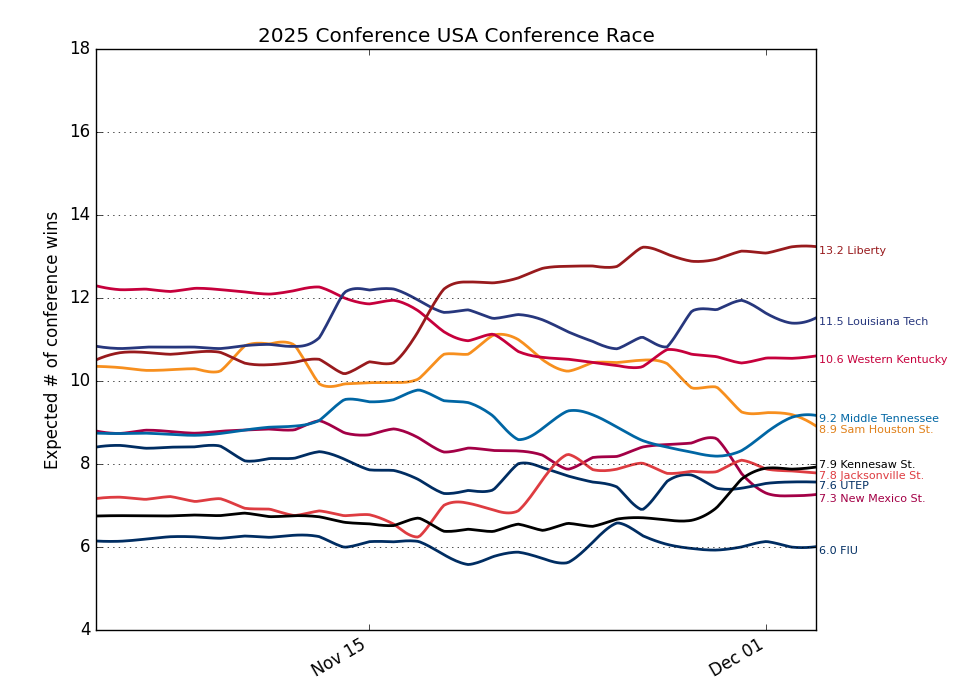 2025 Conference USA Conference Race
Expected # of conference wins
18
16
14
12
10
8
6
4
Nov 15
Dec 01
13.2 Liberty
11.5 Louisiana Tech
10.6 Western Kentucky
9.2 Middle Tennessee
8.9 Sam Houston St.
7.9 Kennesaw St.
7.8 Jacksonville St.
7.6 UTEP
7.3 New Mexico St.
6.0 FIU